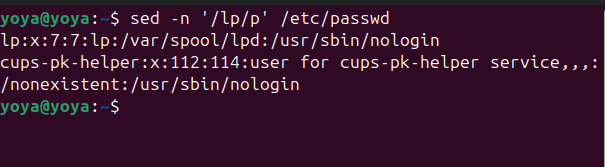 yoya@yoya:~$ sed -n '/lp/p' /etc/passwd
lp:x:7:7:lp:/var/spool/lpd:/usr/sbin/nologin
cups-pk-helper:x:112:114:user for cups-pk-helper service,,,:
/nonexistent:/usr/sbin/nologin
yoya@yoya:~$